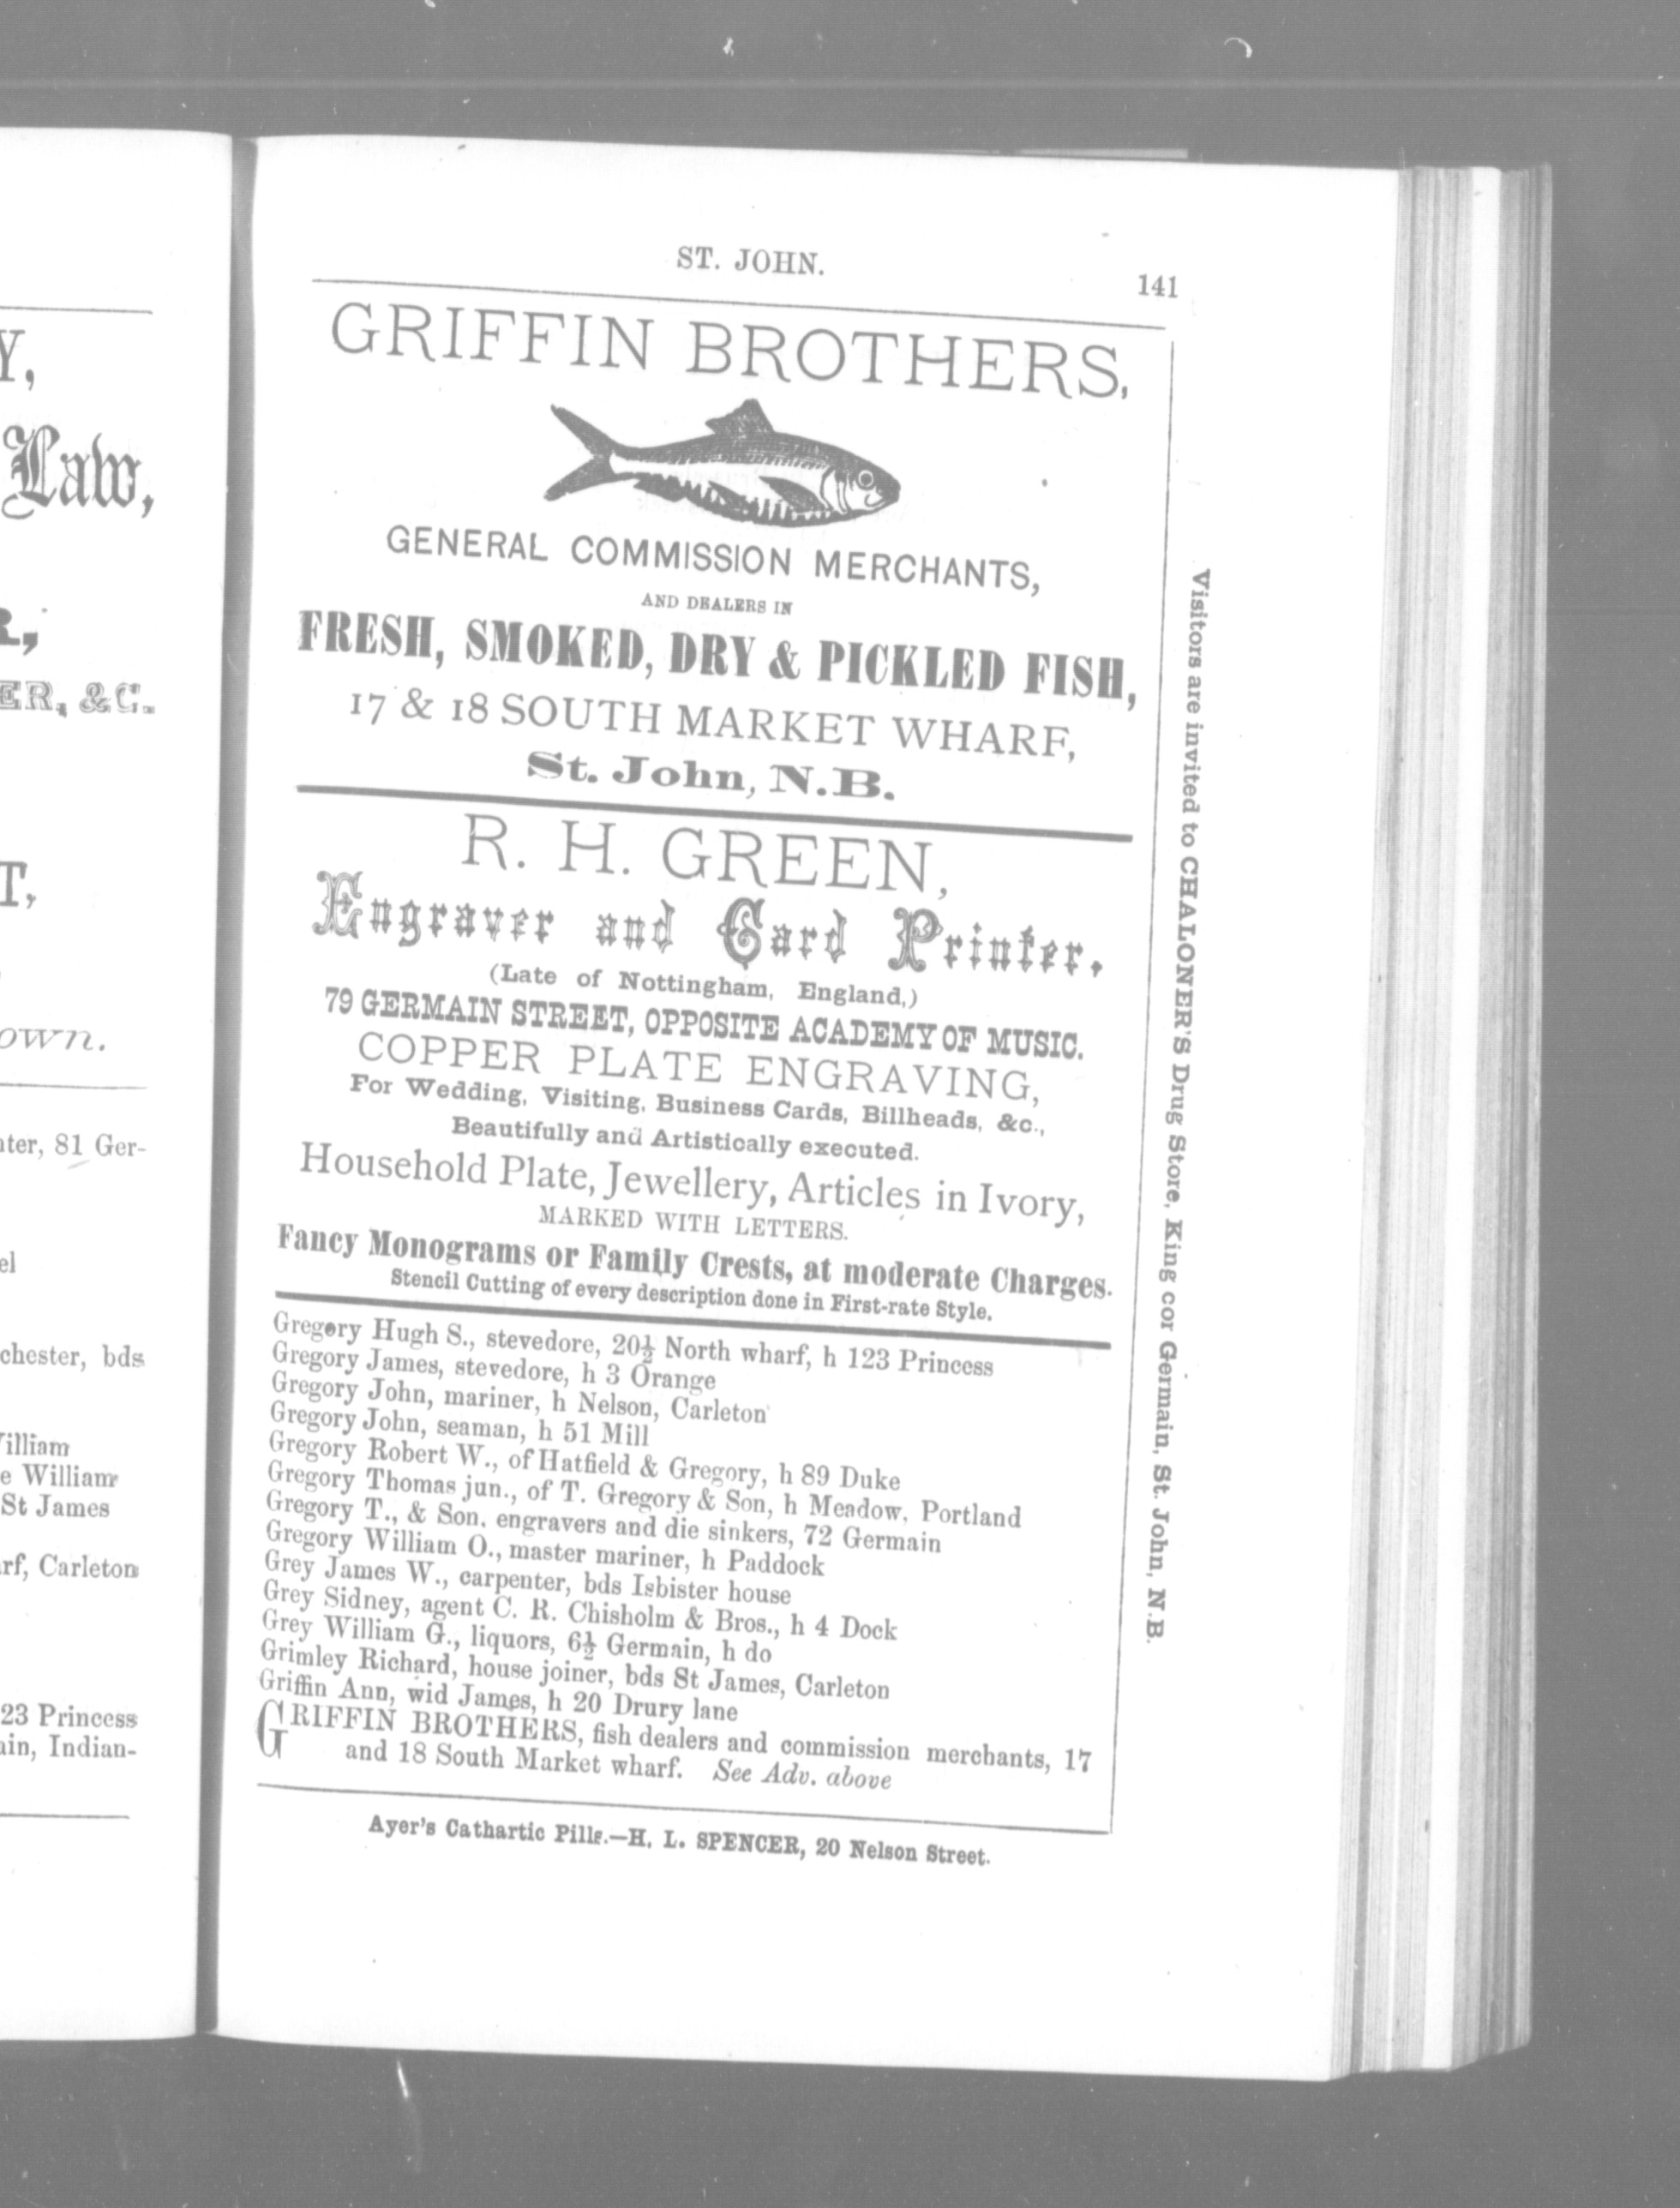 Y,
Law,
R,
ER, &C.
T,
own.
nter, 81 Ger-
el
chester, bds
William
e William
St James
arf, Carleton
23 Princess
ain, Indian-
ST. JOHN.
141
GRIFFIN BROTHERS,
GENERAL COMMISSION MERCHANTS,
AND DEALERS IN
FRESH, SMOKED, DRY & PICKLED FISH,
17 & 18 SOUTH MARKET WHARF,
St. John, N.B.
R. H. GREEN,
Engraver and Card Printer.
(Late of Nottingham, England,)
79 GERMAIN STREET, OPPOSITE ACADEMY OF MUSIC.
COPPER PLATE ENGRAVING,
For Wedding, Visiting, Business Cards, Billheads, &c.,
Beautifully and Artistically executed.
Household Plate, Jewellery, Articles in Ivory,
MARKED WITH LETTERS.
Fancy Monograms or Family Crests, at moderate Charges.
Stencil Cutting of every description done in First-rate Style.
Gregory Hugh S., stevedore, 20½ North wharf, h 123 Princess
Gregory James, stevedore, h 3 Orange
Gregory John, mariner, h Nelson, Carleton
Gregory John, seaman, h 51 Mill
Gregory Robert W., of Hatfield & Gregory, h 89 Duke
Gregory Thomas jun., of T. Gregory & Son, h Meadow, Portland
Gregory T., & Son, engravers and die sinkers, 72 Germain
Gregory William O., master mariner, h Paddock
Grey James W., carpenter, bds Isbister house
Grey Sidney, agent C. R. Chisholm & Bros., h 4 Dock
Grey William G., liquors, 6½ Germain, h do
Grimley Richard, house joiner, bds St James, Carleton
Griffin Ann, wid James, h 20 Drury lane
GRIFFIN BROTHERS, fish dealers and commission merchants, 17
and 18 South Market wharf. See Adv. above
Ayer's Cathartic Pills.—H. L. SPENCER, 20 Nelson Street.
Visitors are invited to CHALONER'S Drug Store, King cor Germain, St. John, N.B.